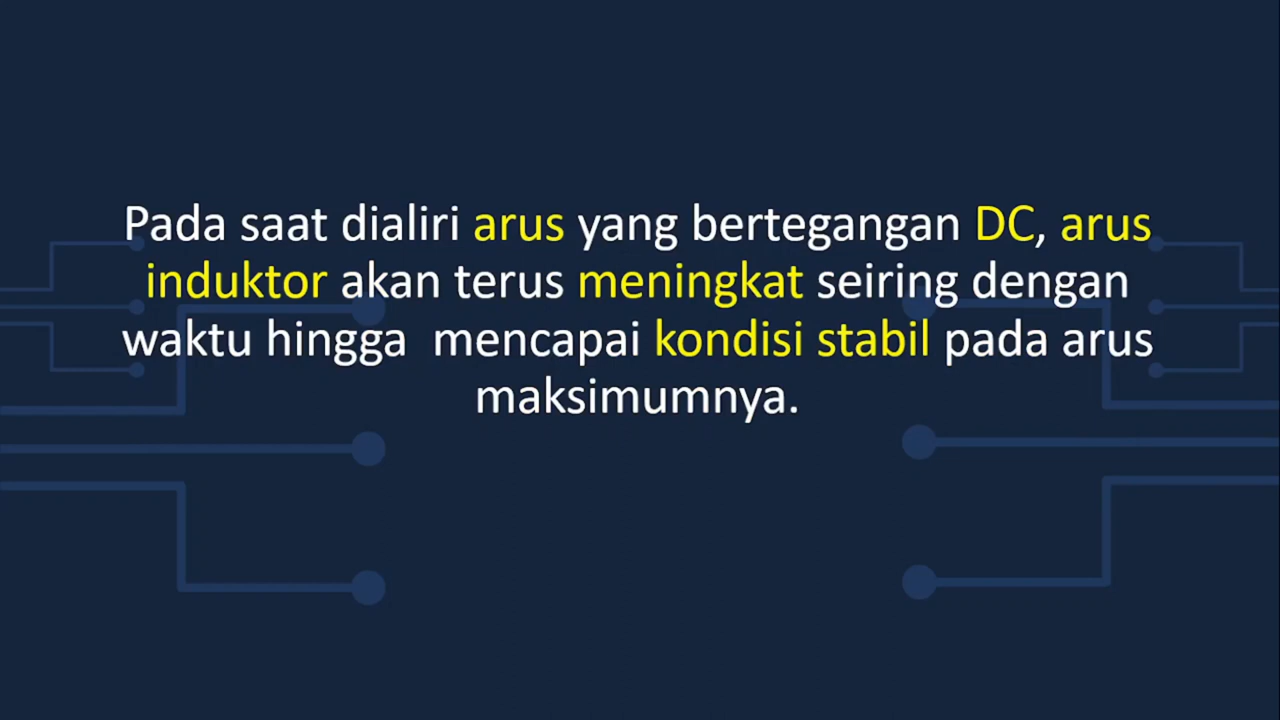 Pada saat dialiri arus yang bertegangan DC, arus
induktor akan terus meningkat seiring dengan
waktu hingga  mencapai kondisi stabil pada arus
maksimumnya.